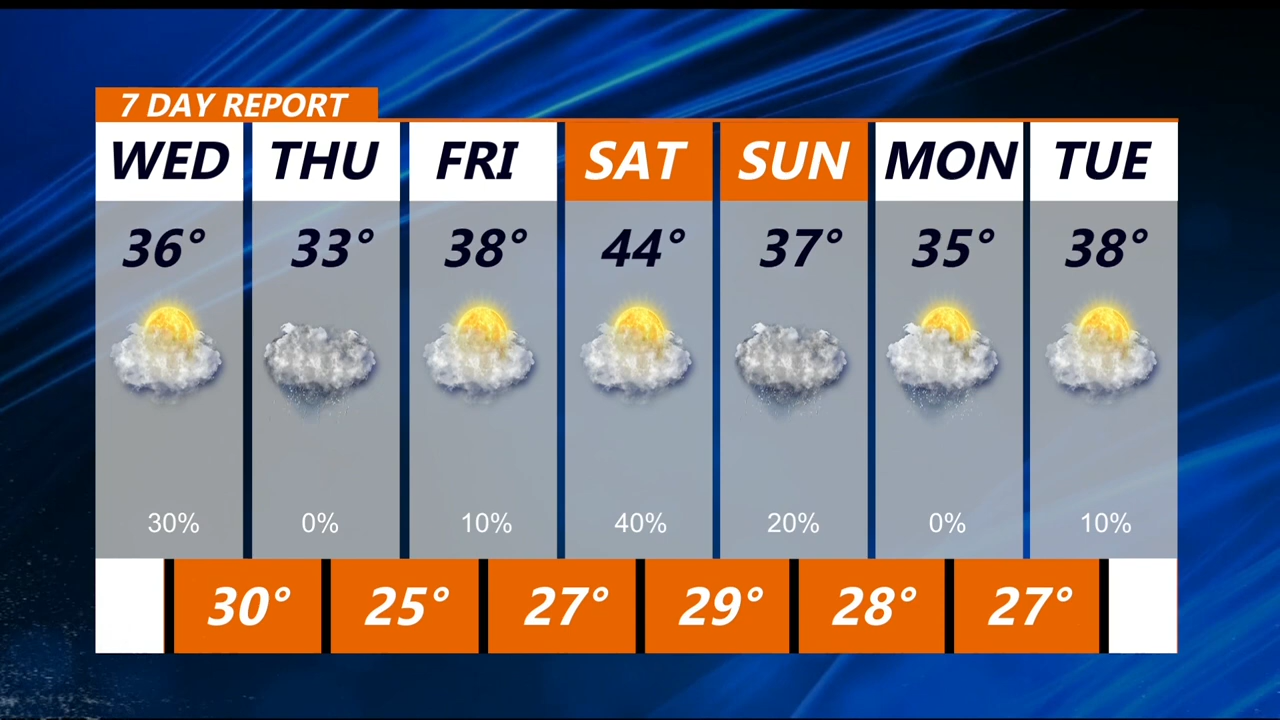 7 DAY REPORT
WED THU FRI SAT SUN MON TUE
36° 33° 38° 44° 37° 35° 38°
30% 0% 10% 40% 20% 0% 10%
30° 25° 27° 29° 28° 27°